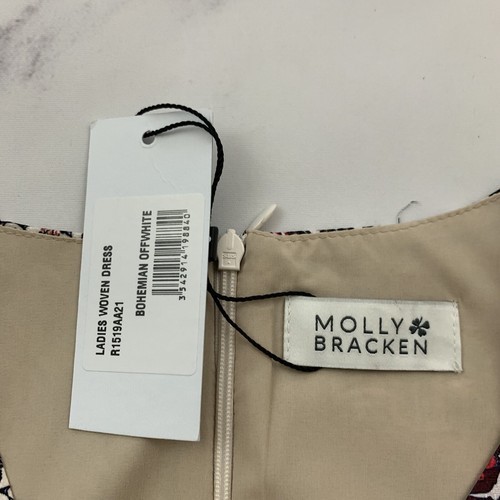 LADIES WOVEN DRESS
R1519AA21
BOHEMIAN OFFWHITE
3542914198840
MOLLY
BRACKEN